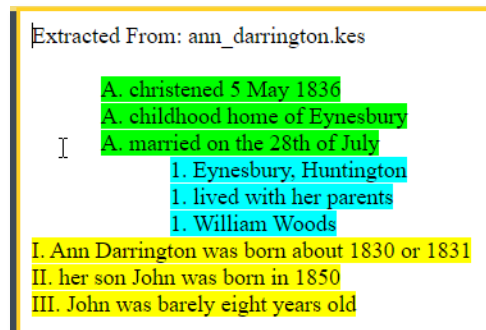 Extracted From: ann_darrington.kes
A. christened 5 May 1836
A. childhood home of Eynesbury
A. married on the 28th of July
1. Eynesbury, Huntington
1. lived with her parents
1. William Woods
I. Ann Darrington was born about 1830 or 1831
II. her son John was born in 1850
III. John was barely eight years old